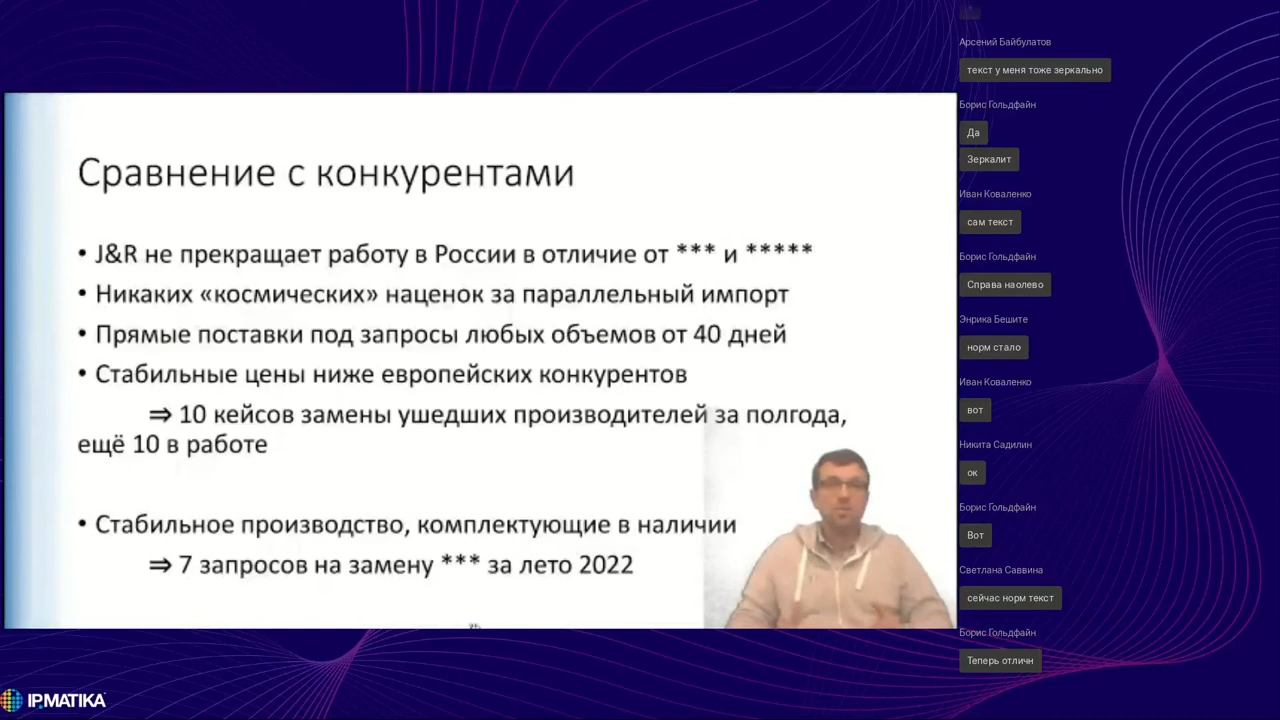 Сравнение с конкурентами
• J&R не прекращает работу в России в отличие от *** и *****
• Никаких «космических» наценок за параллельный импорт
• Прямые поставки под запросы любых объемов от 40 дней
• Стабильные цены ниже европейских конкурентов
⇒ 10 кейсов замены ушедших производителей за полгода,
ещё 10 в работе
• Стабильное производство, комплектующие в наличии
⇒ 7 запросов на замену *** за лето 2022
Арсений Байбулатов
текст у меня тоже зеркально
Борис Гольдфайн
Да
Зеркалит
Иван Коваленко
сам текст
Борис Гольдфайн
Справа наолево
Энрика Бешите
норм стало
Иван Коваленко
вот
Никита Садилин
ок
Борис Гольдфайн
Вот
Светлана Саввина
сейчас норм текст
Борис Гольдфайн
Теперь отличн
IPMATIKA